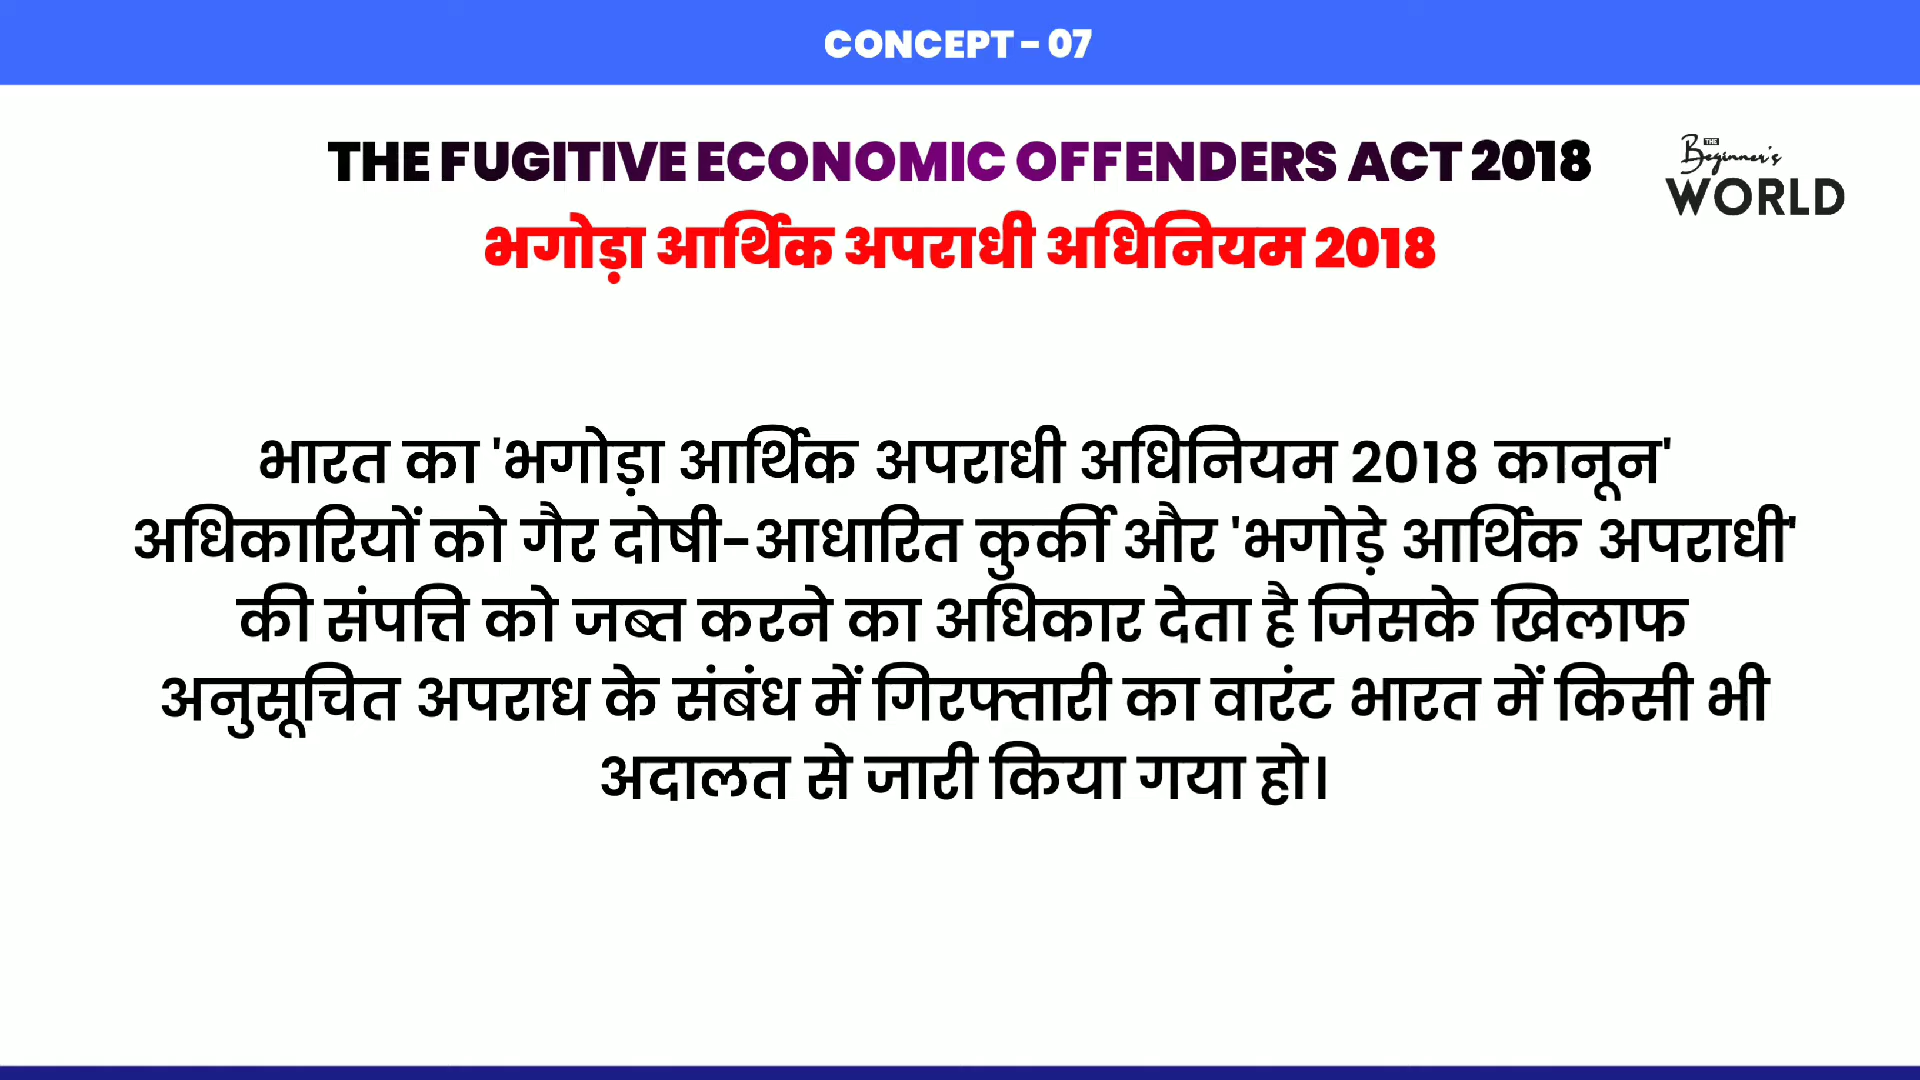 CONCEPT - 07
THE FUGITIVE ECONOMIC OFFENDERS ACT 2018
THE
Beginner's
WORLD
भगोड़ा आर्थिक अपराधी अधिनियम 2018
भारत का 'भगोड़ा आर्थिक अपराधी अधिनियम 2018 कानून'
अधिकारियों को गैर दोषी-आधारित कुर्की और 'भगोड़े आर्थिक अपराधी'
की संपत्ति को जब्त करने का अधिकार देता है जिसके खिलाफ
अनुसूचित अपराध के संबंध में गिरफ्तारी का वारंट भारत में किसी भी
अदालत से जारी किया गया हो।